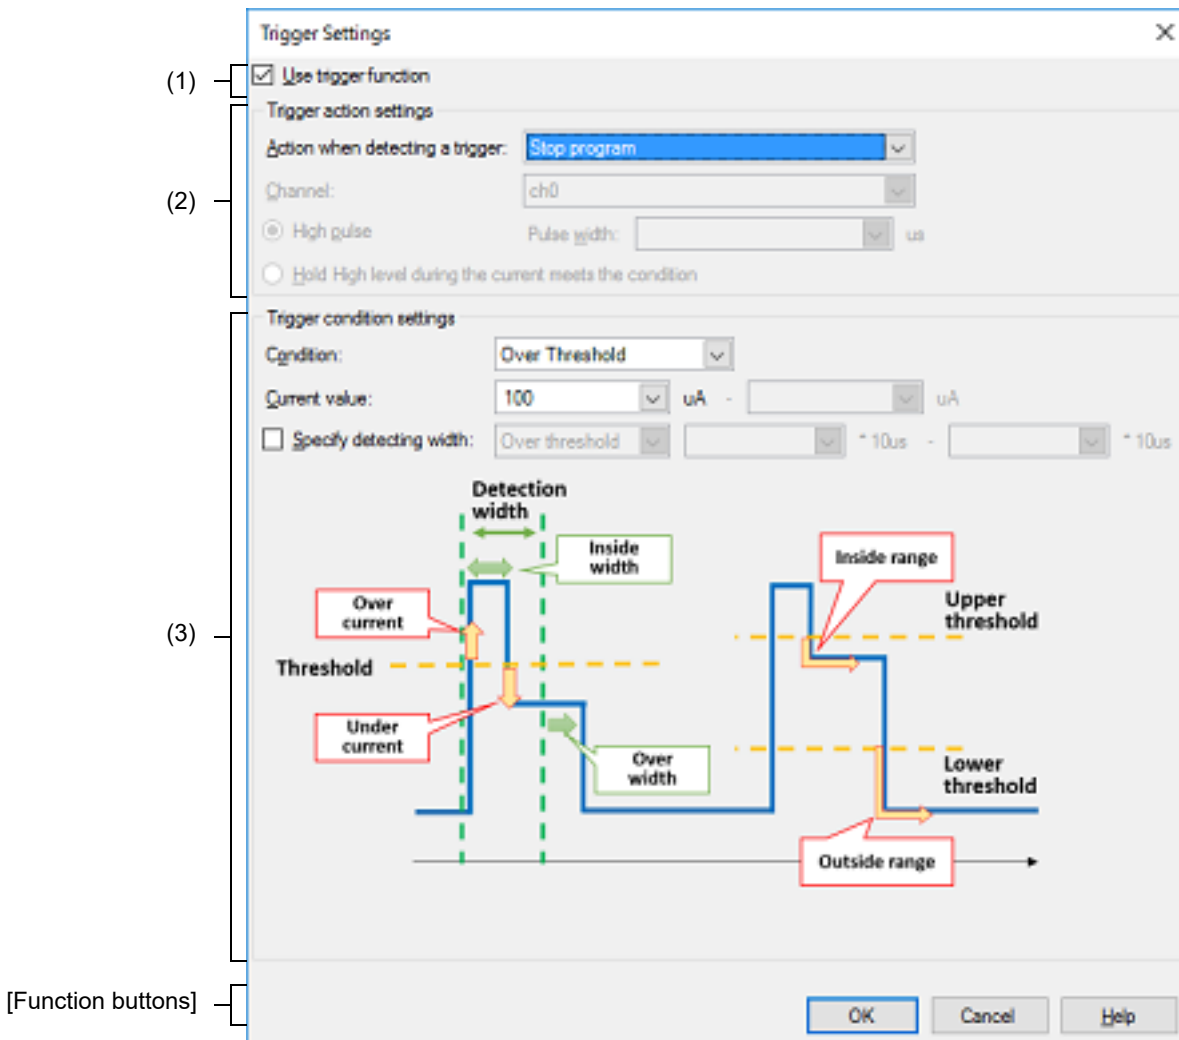 Trigger Settings
(1)
Use trigger function
Trigger action settings
Action when detecting a trigger: Stop program
(2)
Channel: ch0
High pulse Pulse width: us
Hold High level during the current meets the condition
Trigger condition settings
Condition: Over Threshold
Current value: 100 uA - uA
Specify detecting width: Over threshold * 10us - * 10us
Detection
width
Inside
width
Inside range
Over
current
Upper
threshold
(3)
Threshold
Under
current
Over
width
Lower
threshold
Outside range
[Function buttons]
OK Cancel Help